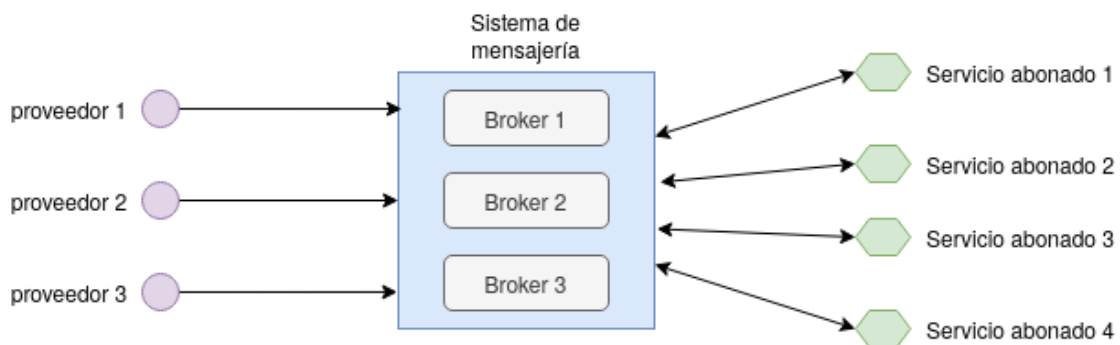 Sistema de
mensajería
proveedor 1
Broker 1
Servicio abonado 1
proveedor 2
Broker 2
Servicio abonado 2
Servicio abonado 3
proveedor 3
Broker 3
Servicio abonado 4